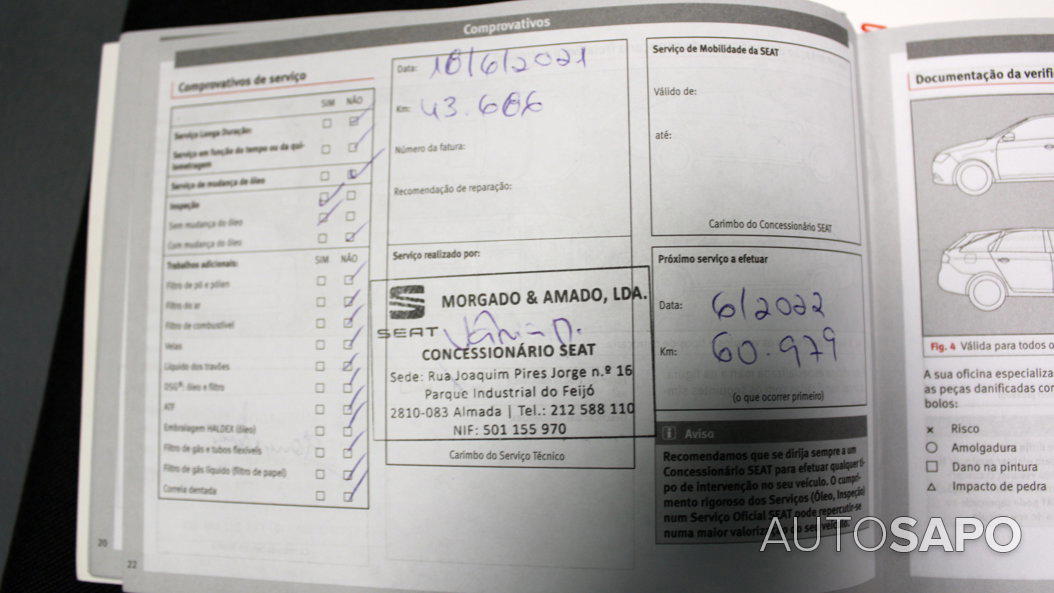 Comprovativos
Comprovativos de serviço
SIM NÃO
Serviço Longa Duração:
Serviço em função do tempo ou da qui-
lometragem
Serviço de mudança de óleo
Inspeção
Sem mudança do óleo
Com mudança do óleo
Trabalhos adicionais: SIM NÃO
Filtro de pó e pólen
Filtro do ar
Filtro de combustível
Velas
Líquido dos travões
DSG®: óleo e filtro
ATF
Embraiagem HALDEX (óleo)
Filtro de gás e tubos flexíveis
Filtro de gás líquido (filtro de papel)
Correia dentada
20
22
Data: 18/6/2021
Km: 43.606
Número da fatura:
Recomendação de reparação:
Serviço realizado por:
SEAT
MORGADO & AMADO, LDA.
CONCESSIONÁRIO SEAT
Sede: Rua Joaquim Pires Jorge n.º 16
Parque Industrial do Feijó
2810-083 Almada | Tel.: 212 588 110
NIF: 501 155 970
Carimbo do Serviço Técnico
Serviço de Mobilidade da SEAT
Válido de:
até:
Carimbo do Concessionário SEAT
Próximo serviço a efetuar
Data: 6/2022
Km: 60.979
(o que ocorrer primeiro)
Aviso
Recomendamos que se dirija sempre a um
Concessionário SEAT para efetuar qualquer ti-
po de intervenção no seu veículo. O cumpri-
mento rigoroso dos Serviços (Óleo, Inspeção)
num Serviço Oficial SEAT pode repercutir-se
numa maior valorização do seu veículo.
Documentação da verifi
Fig. 4 Válida para todos o
A sua oficina especializa
as peças danificadas co
bolos:
× Risco
Amolgadura
Dano na pintura
Impacto de pedra
AUTOSAPO